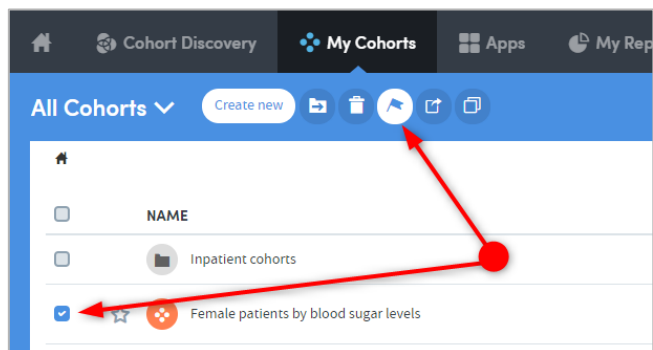 Cohort Discovery My Cohorts Apps My Rep
All Cohorts Create new
NAME
Inpatient cohorts
Female patients by blood sugar levels